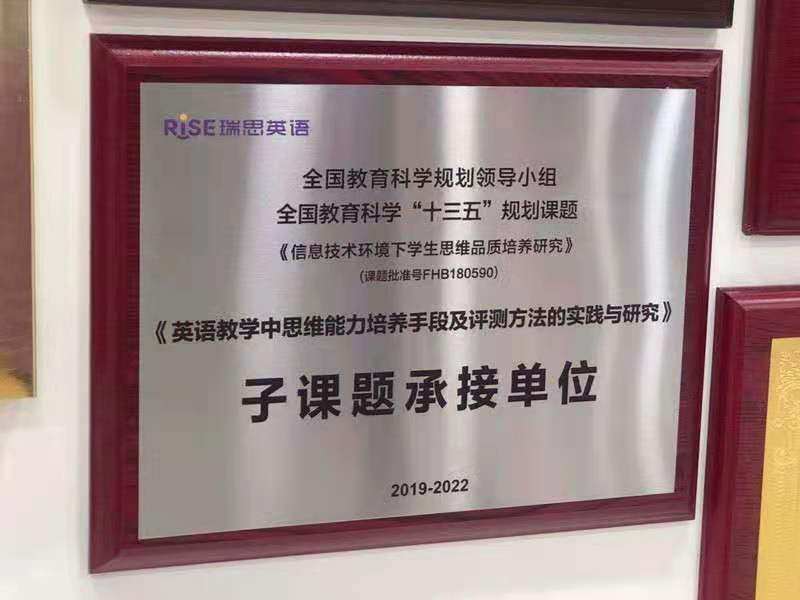 RISE瑞思英语
全国教育科学规划领导小组
全国教育科学“十三五”规划课题
《信息技术环境下学生思维品质培养研究》
（课题批准号FHB180590）
《英语教学中思维能力培养手段及评测方法的实践与研究》
子课题承接单位
2019-2022